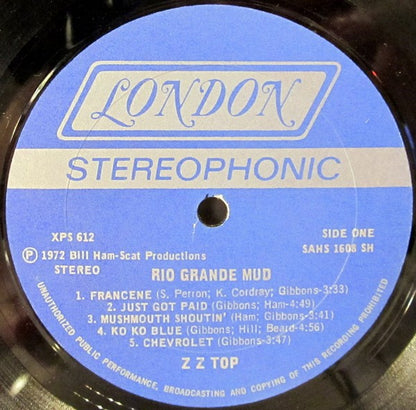 LONDON
STEREOPHONIC
XPS 612
SIDE ONE
Ⓟ 1972 Bill Ham-Scat Productions
SAHS 1608 SH
STEREO
RIO GRANDE MUD
1. FRANCENE (S. Perron; K. Cordray; Gibbons-3:33)
2. JUST GOT PAID (Gibbons; Ham-4:49)
3. MUSHMOUTH SHOUTIN' (Ham; Gibbons-3:41)
4. KO KO BLUE (Gibbons; Hill; Beard-4:56)
5. CHEVROLET (Gibbons-3:47)
Z Z TOP
UNAUTHORIZED PUBLIC PERFORMANCE, BROADCASTING AND COPYING OF THIS RECORDING PROHIBITED